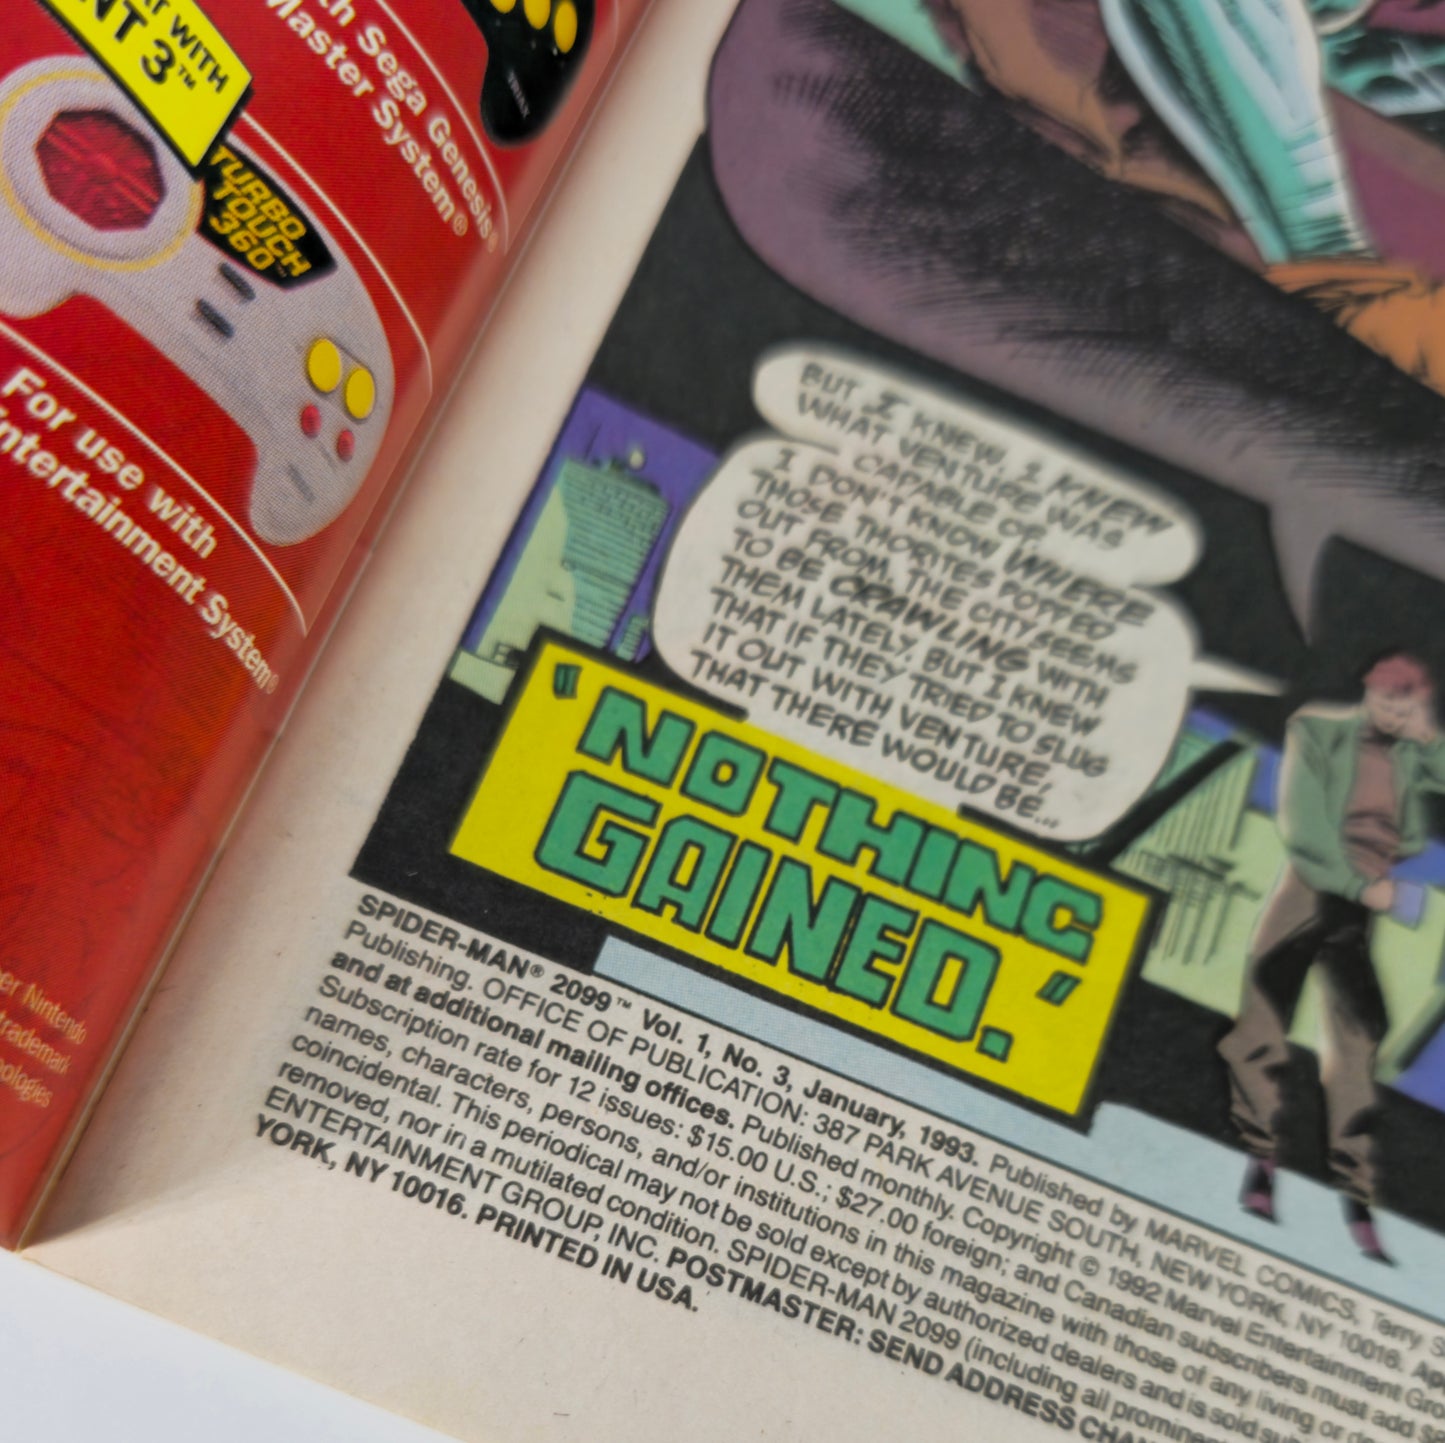 AT WITH
NT 3™
TURBO
TOUCH
360™
th Sega Genesis®
Master System®
For use with
Entertainment System®
er Nintendo
trademark
ologies
BUT I KNEW. I KNEW
WHAT VENTURE WAS
CAPABLE OF.
I DON'T KNOW WHERE
THOSE THORITES POPPED
OUT FROM. THE CITY SEEMS
TO BE CRAWLING WITH
THEM LATELY. BUT I KNEW
THAT IF THEY TRIED TO SLUG
IT OUT WITH VENTURE,
THAT THERE WOULD BE...
"NOTHING
GAINED."
SPIDER-MAN® 2099™ Vol. 1, No. 3, January, 1993. Published by MARVEL COMICS, Terry S
Publishing. OFFICE OF PUBLICATION: 387 PARK AVENUE SOUTH, NEW YORK, NY 10016. Ap
and at additional mailing offices. Published monthly. Copyright © 1992 Marvel Entertainment Gro
Subscription rate for 12 issues: $15.00 U.S.; $27.00 foreign; and Canadian subscribers must add
names, characters, persons, and/or institutions in this magazine with those of any living or
coincidental. This periodical may not be sold except by authorized dealers and is sold
removed, nor in a mutilated condition. SPIDER-MAN 2099 (including all
ENTERTAINMENT GROUP, INC. POSTMASTER: SEND ADDRESS
YORK, NY 10016. PRINTED IN USA.